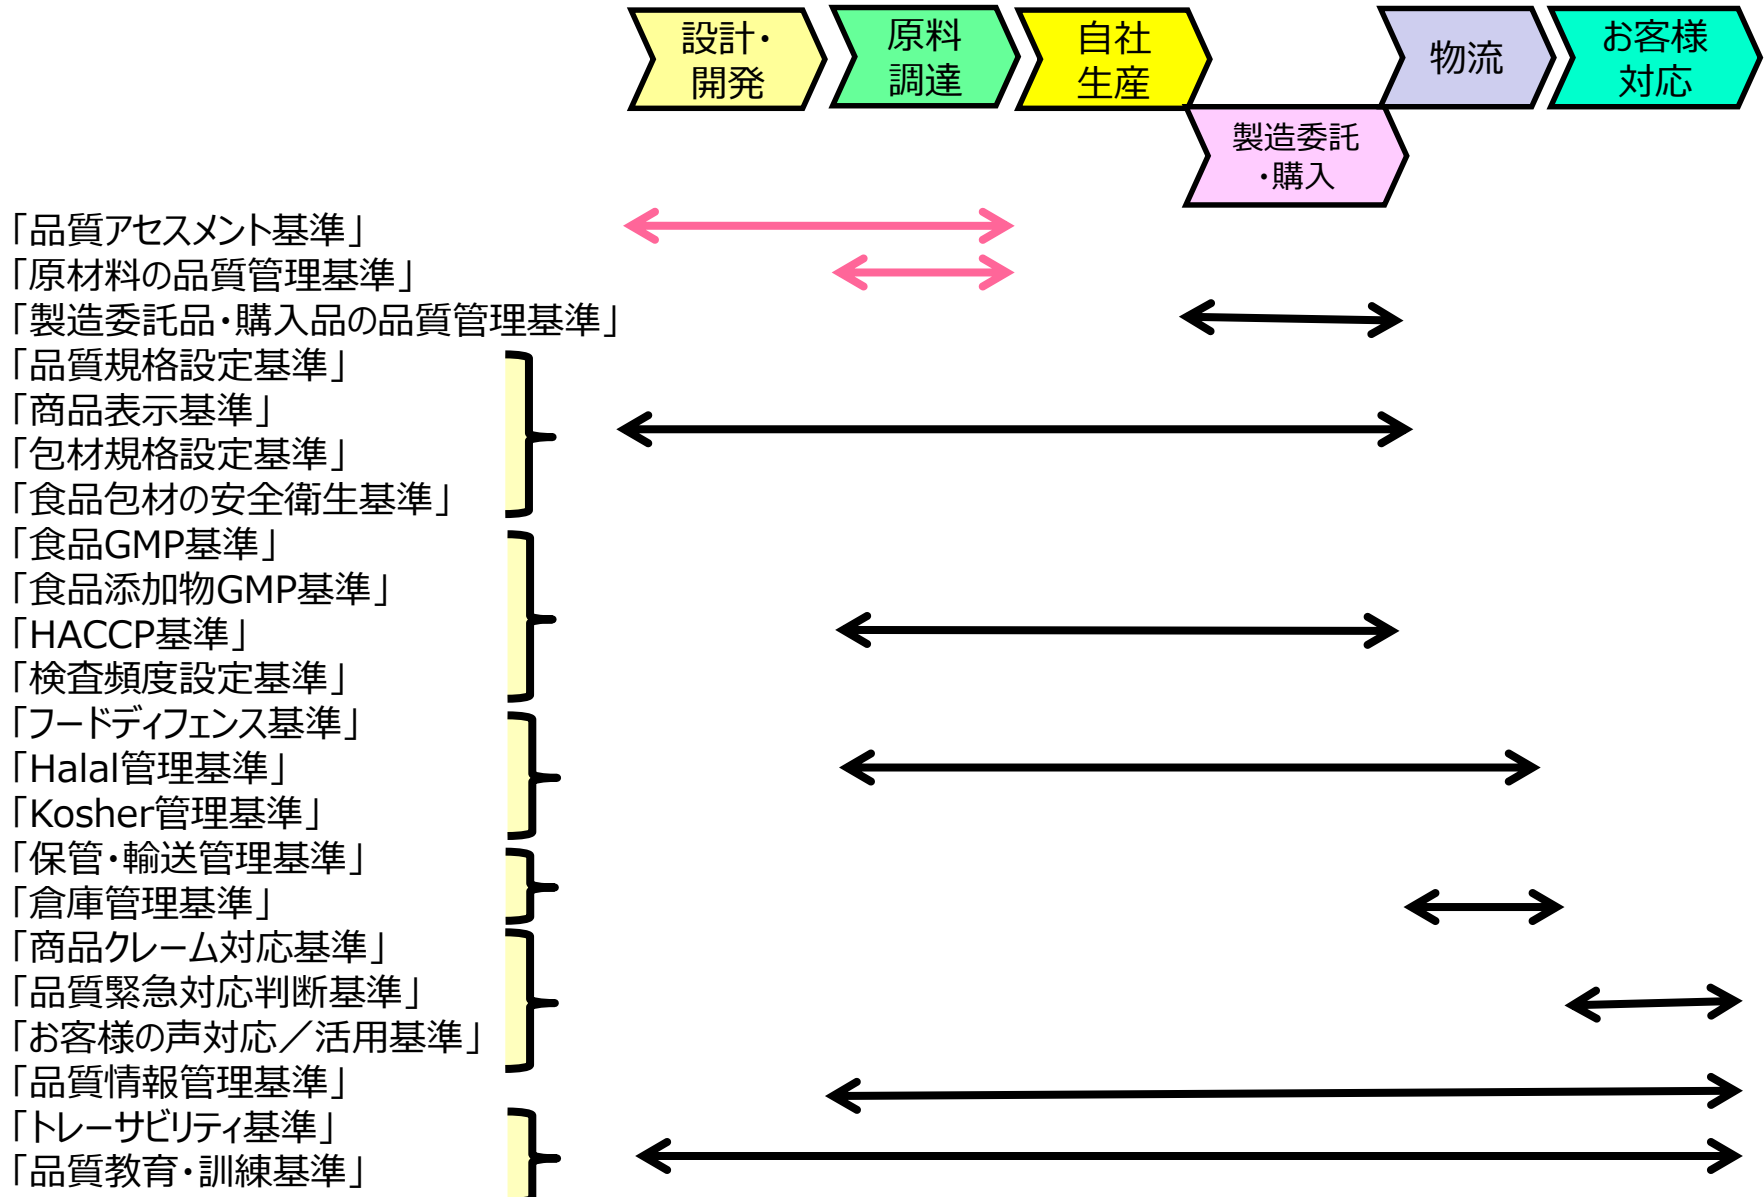 設計・
開発
原料
調達
自社
生産
物流
お客様
対応
製造委託
・購入
「品質アセスメント基準」
「原材料の品質管理基準」
「製造委託品・購入品の品質管理基準」
「品質規格設定基準」
「商品表示基準」
「包材規格設定基準」
「食品包材の安全衛生基準」
「食品GMP基準」
「食品添加物GMP基準」
「HACCP基準」
「検査頻度設定基準」
「フードディフェンス基準」
「Halal管理基準」
「Kosher管理基準」
「保管・輸送管理基準」
「倉庫管理基準」
「商品クレーム対応基準」
「品質緊急対応判断基準」
「お客様の声対応／活用基準」
「品質情報管理基準」
「トレーサビリティ基準」
「品質教育・訓練基準」